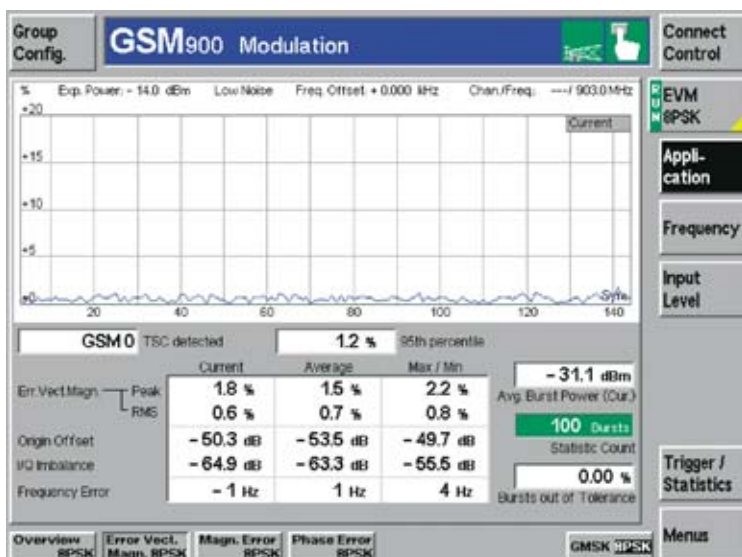 Group Config.
GSM900 Modulation
Connect Control
% Exp. Power: - 14.0 dBm Low Noise Freq. Offset: + 0.000 kHz Chan./Freq.: ---/ 903.0 MHz
+20
Current
+15
+10
+5
±0
Sym.
20 40 60 80 100 120 140
RUN
EVM 8PSK
Appli-
cation
Frequency
Input Level
GSM 0 TSC detected 1.2 % 95th percentile
Current Average Max / Min
Err.Vect.Magn. Peak 1.8 % 1.5 % 2.2 %
RMS 0.6 % 0.7 % 0.8 %
Origin Offset - 50.3 dB - 53.5 dB - 49.7 dB
I/Q Imbalance - 64.9 dB - 63.3 dB - 55.5 dB
Frequency Error - 1 Hz 1 Hz 4 Hz
- 31.1 dBm
Avg. Burst Power (Cur.)
100 Bursts
Statistic Count
0.00 %
Bursts out of Tolerance
Trigger /
Statistics
Menus
Overview 8PSK
Error Vect. Magn. 8PSK
Magn. Error 8PSK
Phase Error 8PSK
GMSK 8PSK